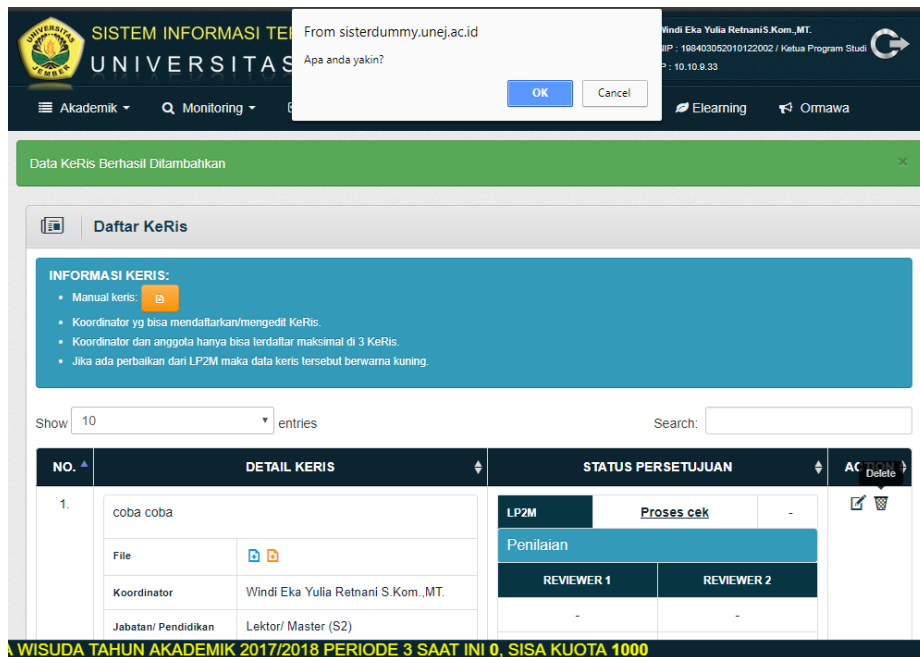 UNIVERSITAS
JEMBER
SISTEM INFORMASI TE
UNIVERSITAS
From sisterdummy.unej.ac.id
Apa anda yakin?
OK
Cancel
Windi Eka Yulia RetnaniS.Kom.,MT.
NIP : 198403052010122002 / Ketua Program Studi
P : 10.10.9.33
Akademik
Monitoring
Elearning
Ormawa
Data KeRis Berhasil Ditambahkan ×
Daftar KeRis
INFORMASI KERIS:
• Manual keris:
• Koordinator yg bisa mendaftarkan/mengedit KeRis.
• Koordinator dan anggota hanya bisa terdaftar maksimal di 3 KeRis.
• Jika ada perbaikan dari LP2M maka data keris tersebut berwarna kuning.
Show 10 entries Search:
NO. DETAIL KERIS STATUS PERSETUJUAN ACTION
Delete
1. coba coba
LP2M Proses cek -
File
Penilaian
REVIEWER 1 REVIEWER 2
Koordinator Windi Eka Yulia Retnani S.Kom.,MT.
- -
Jabatan/ Pendidikan Lektor/ Master (S2)
A WISUDA TAHUN AKADEMIK 2017/2018 PERIODE 3 SAAT INI 0, SISA KUOTA 1000